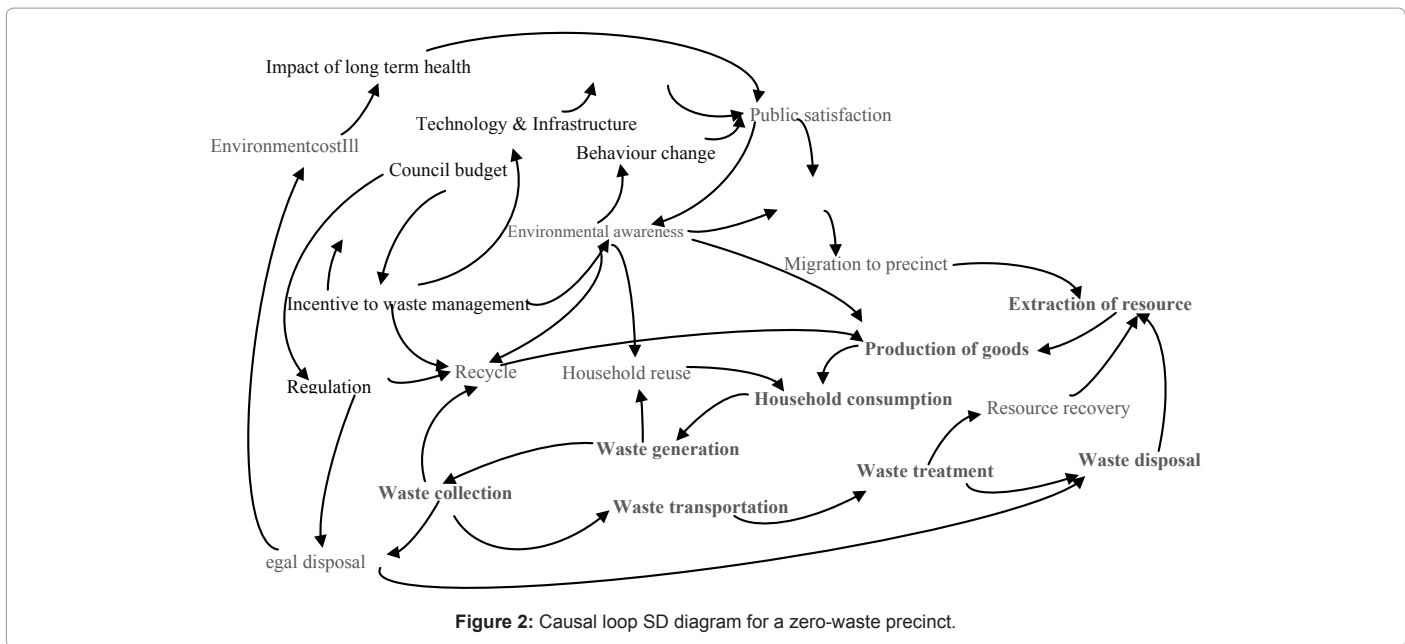 Impact of long term health
Public satisfaction
Technology & Infrastructure
EnvironmentcostIll
Behaviour change
Council budget
Environmental awareness
Migration to precinct
Incentive to waste management
Extraction of resource
Production of goods
Recycle
Household reuse
Regulation
Household consumption
Resource recovery
Waste generation
Waste disposal
Waste treatment
Waste collection
Waste transportation
egal disposal
Figure 2: Causal loop SD diagram for a zero-waste precinct.